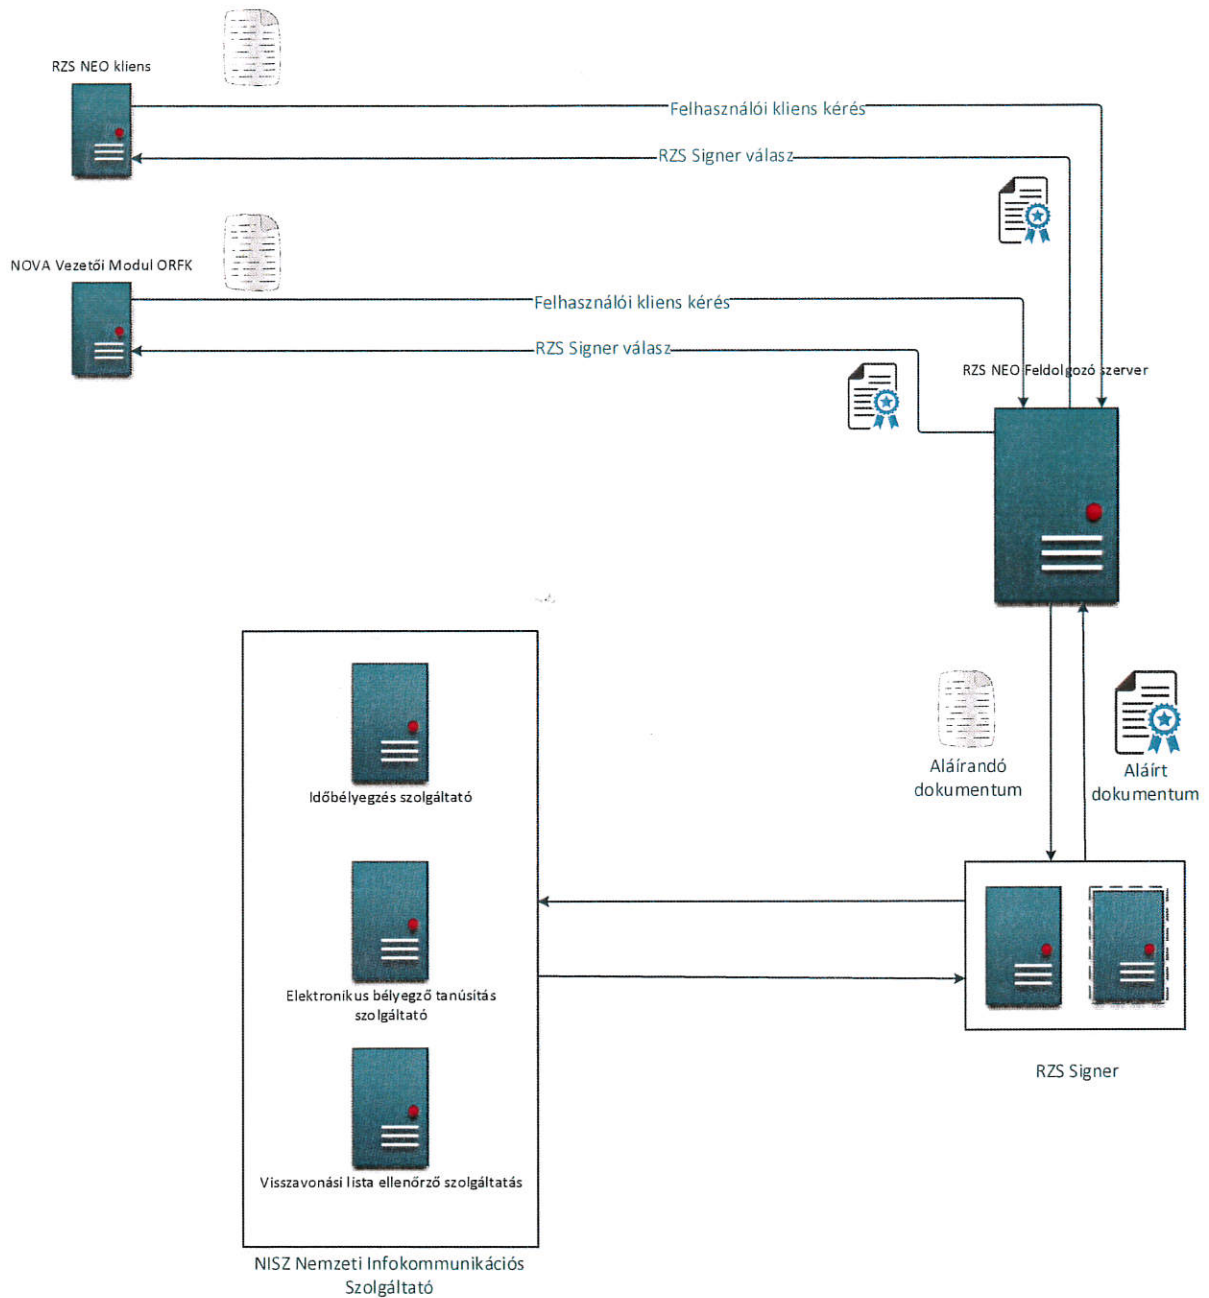 RZS NEO kliens
Felhasználói kliens kérés
RZS Signer válasz
NOVA Vezetői Modul ORFK
Felhasználói kliens kérés
RZS Signer válasz
RZS NEO Feldolgozó szerver
Időbélyegzés szolgáltató
Aláírandó
dokumentum
Aláírt
dokumentum
Elektronikus bélyegző tanúsítás
szolgáltató
Visszavonási lista ellenőrző szolgáltatás
RZS Signer
NISZ Nemzeti Infokommunikációs
Szolgáltató